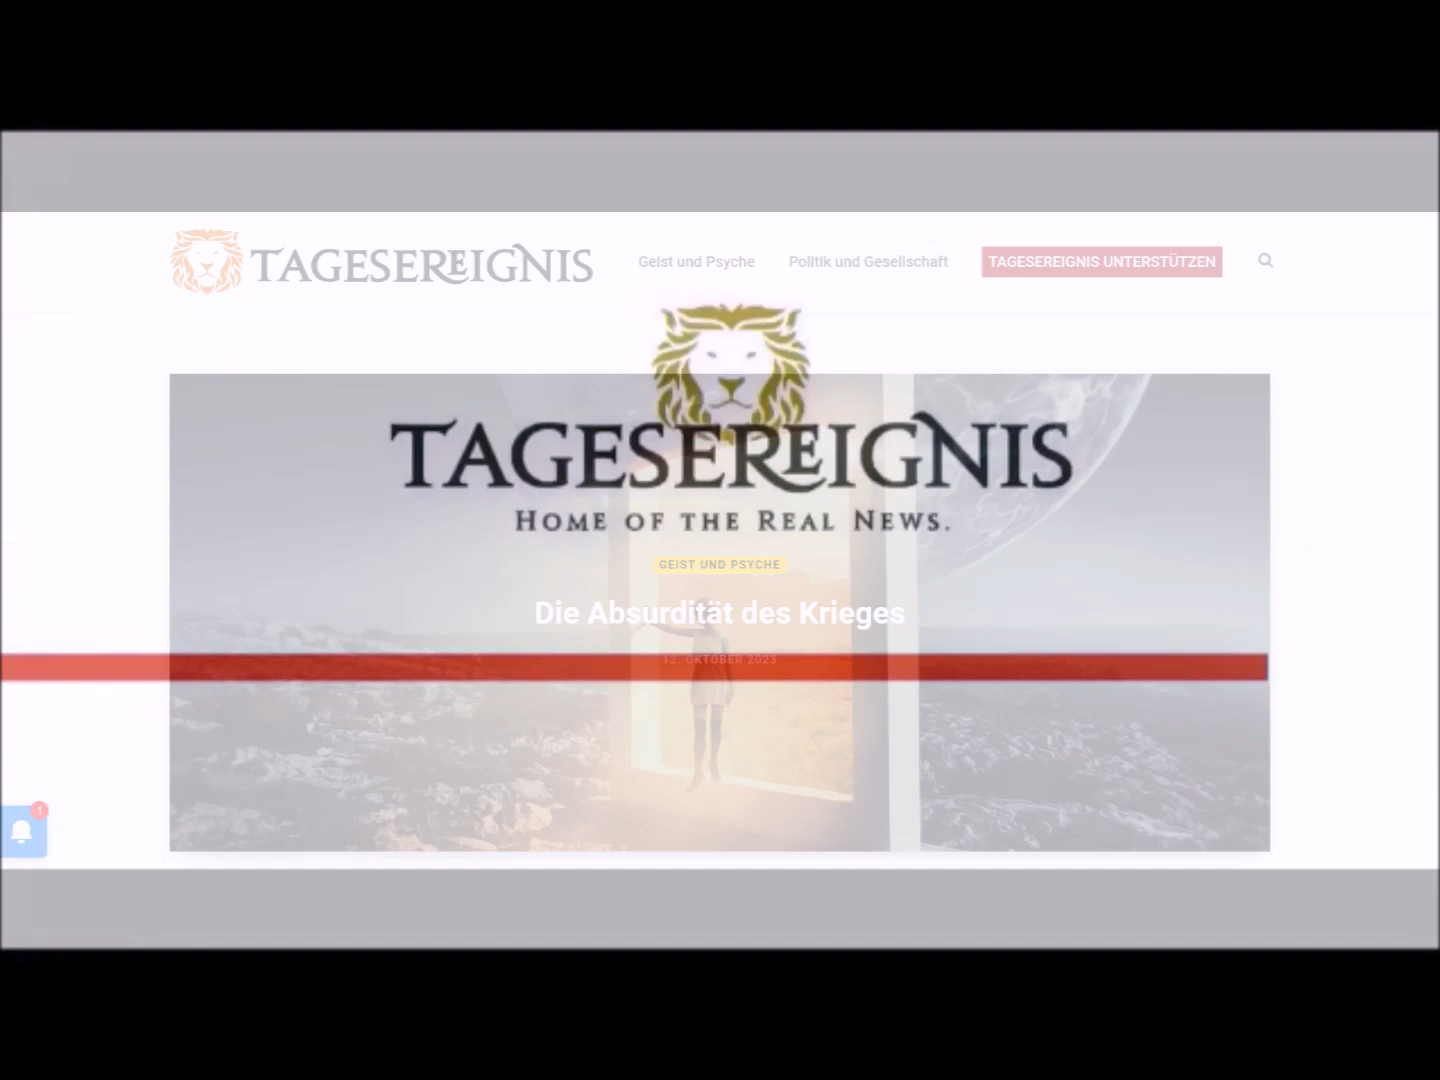 TAGESEREIGNIS
Geist und Psyche
Politik und Gesellschaft
TAGESEREIGNIS UNTERSTÜTZEN
TAGESEREIGNIS
HOME OF THE REAL NEWS.
GEIST UND PSYCHE
Die Absurdität des Krieges
12. OKTOBER 2023
1